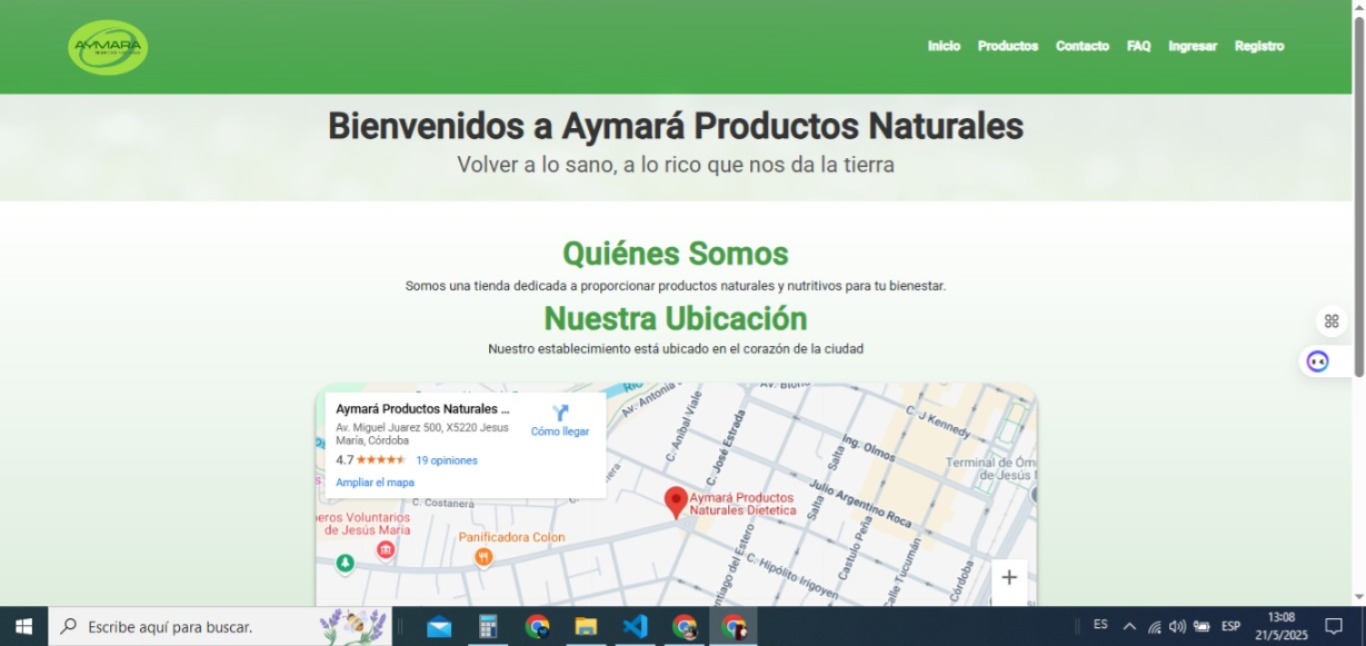 AYMARA
Inicio Productos Contacto FAQ Ingresar Registro
Bienvenidos a Aymará Productos Naturales
Volver a lo sano, a lo rico que nos da la tierra
Quiénes Somos
Somos una tienda dedicada a proporcionar productos naturales y nutritivos para tu bienestar.
Nuestra Ubicación
Nuestro establecimiento está ubicado en el corazón de la ciudad
Aymará Productos Naturales ...
Av. Miguel Juarez 500, X5220 Jesus
María, Córdoba
4.7 19 opiniones
Ampliar el mapa
Cómo llegar
Av. Antonia
C. Aníbal Viale
C. José Estrada
C. J Kennedy
Ing. Olmos
Salta
Terminal de Óm
de Jesús
Julio Argentino Roca
Aymará Productos
Naturales Dietetica
Salta
C. Costanera
eros Voluntarios
de Jesús Maria
Panificadora Colon
Castulo Peña
C. Hipólito Irigoyen
ntiago del Estero
Calle Tucumán
Córdoba
+
Escribe aquí para buscar.
ES
ESP
13:08
21/5/2025